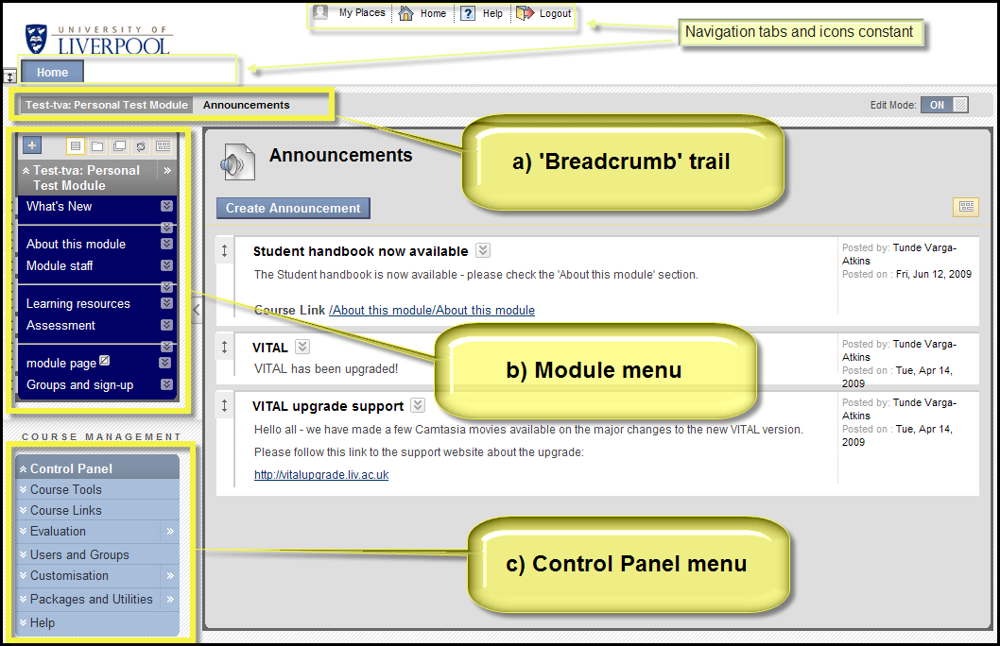 My Places Home ? Help Logout
Navigation tabs and icons constant
UNIVERSITY OF
LIVERPOOL
Home
Test-tva: Personal Test Module Announcements
Edit Mode: ON
a) 'Breadcrumb' trail
+
Test-tva: Personal
Test Module
What's New
About this module
Module staff
Learning resources
Assessment
module page
Groups and sign-up
COURSE MANAGEMENT
Control Panel
Course Tools
Course Links
Evaluation
Users and Groups
Customisation
Packages and Utilities
Help
Announcements
Create Announcement
Student handbook now available
The Student handbook is now available - please check the 'About this module' section.
Course Link /About this module/About this module
Posted by: Tunde Varga-
Atkins
Posted on : Fri, Jun 12, 2009
VITAL
VITAL has been upgraded!
Posted by: Tunde Varga-
Atkins
Posted on : Tue, Apr 14,
2009
b) Module menu
VITAL upgrade support
Hello all - we have made a few Camtasia movies available on the major changes to the new VITAL version.
Please follow this link to the support website about the upgrade:
http://vitalupgrade.liv.ac.uk
Posted by: Tunde Varga-
Atkins
Posted on : Tue, Apr 14,
2009
c) Control Panel menu